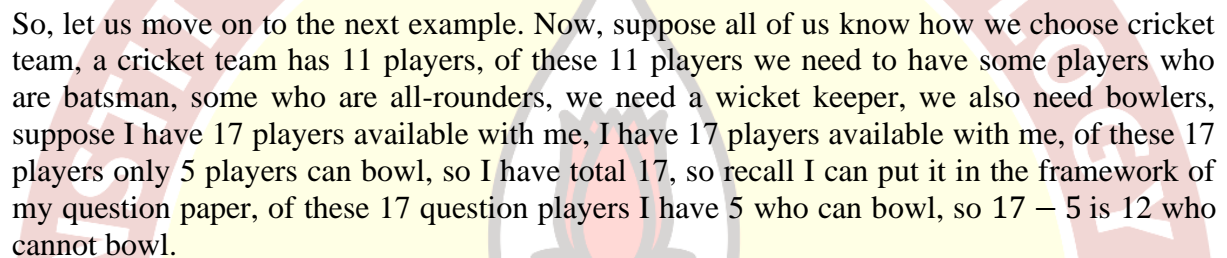 So, let us move on to the next example. Now, suppose all of us know how we choose cricket
team, a cricket team has 11 players, of these 11 players we need to have some players who
are batsman, some who are all-rounders, we need a wicket keeper, we also need bowlers,
suppose I have 17 players available with me, I have 17 players available with me, of these 17
players only 5 players can bowl, so I have total 17, so recall I can put it in the framework of
my question paper, of these 17 question players I have 5 who can bowl, so 17 − 5 is 12 who
cannot bowl.